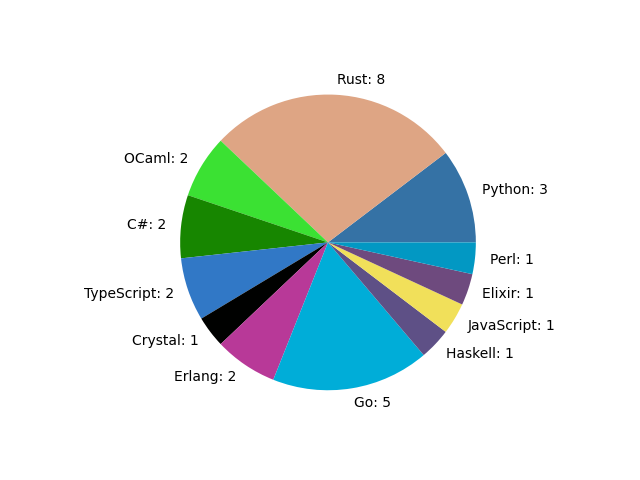 Rust: 8
OCaml: 2
Python: 3
C#: 2
Perl: 1
TypeScript: 2
Elixir: 1
JavaScript: 1
Crystal: 1
Haskell: 1
Erlang: 2
Go: 5